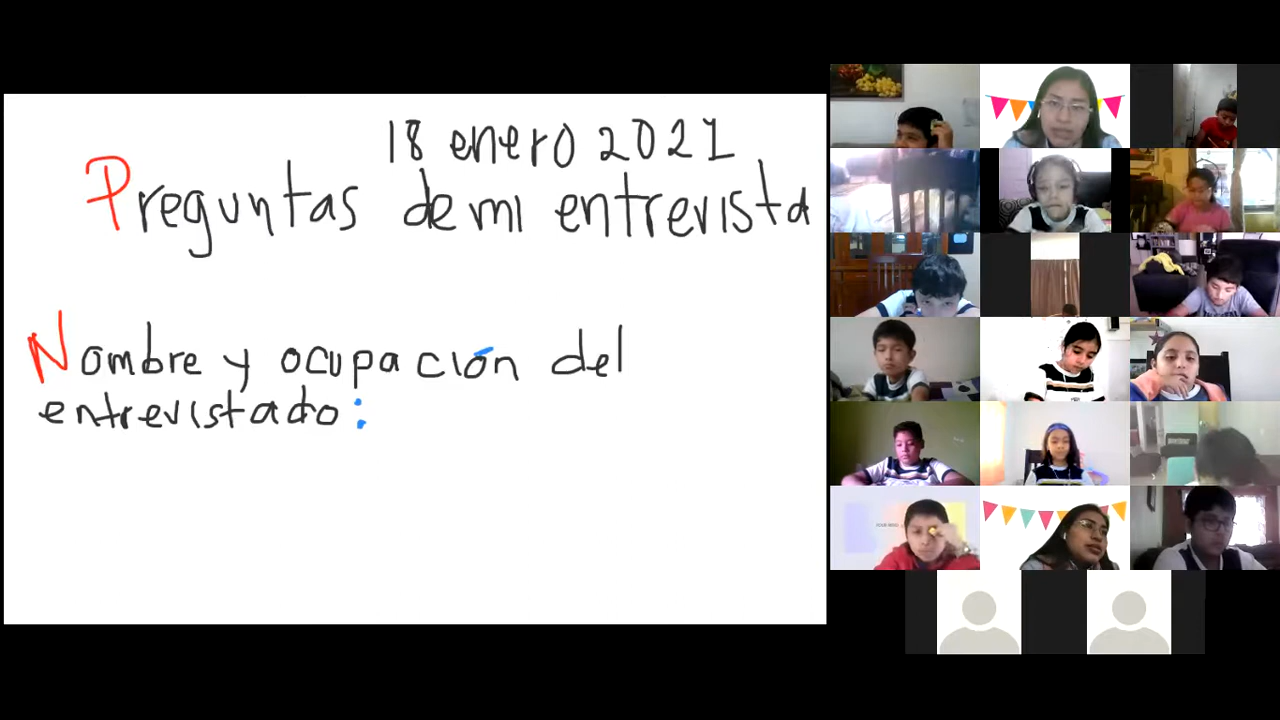 18 enero 2021
Preguntas de mi entrevista
Nombre y ocupación del
entrevistado: